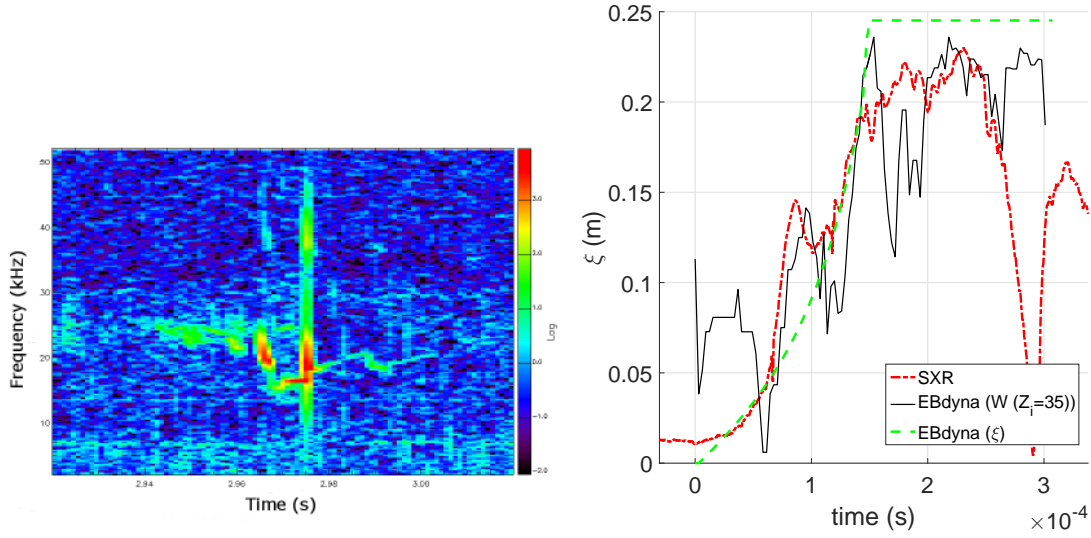 50
40
30
20
10
Frequency (kHz)
2.94
2.96
2.98
3.00
Time (s)
3.0
2.0
1.0
0.0
−1.0
−2.0
Log
0.25
0.2
0.15
0.1
0.05
0
ξ (m)
SXR
EBdyna (W (Z_i=35))
EBdyna (ξ)
0 1 2 3
time (s)
×10^-4